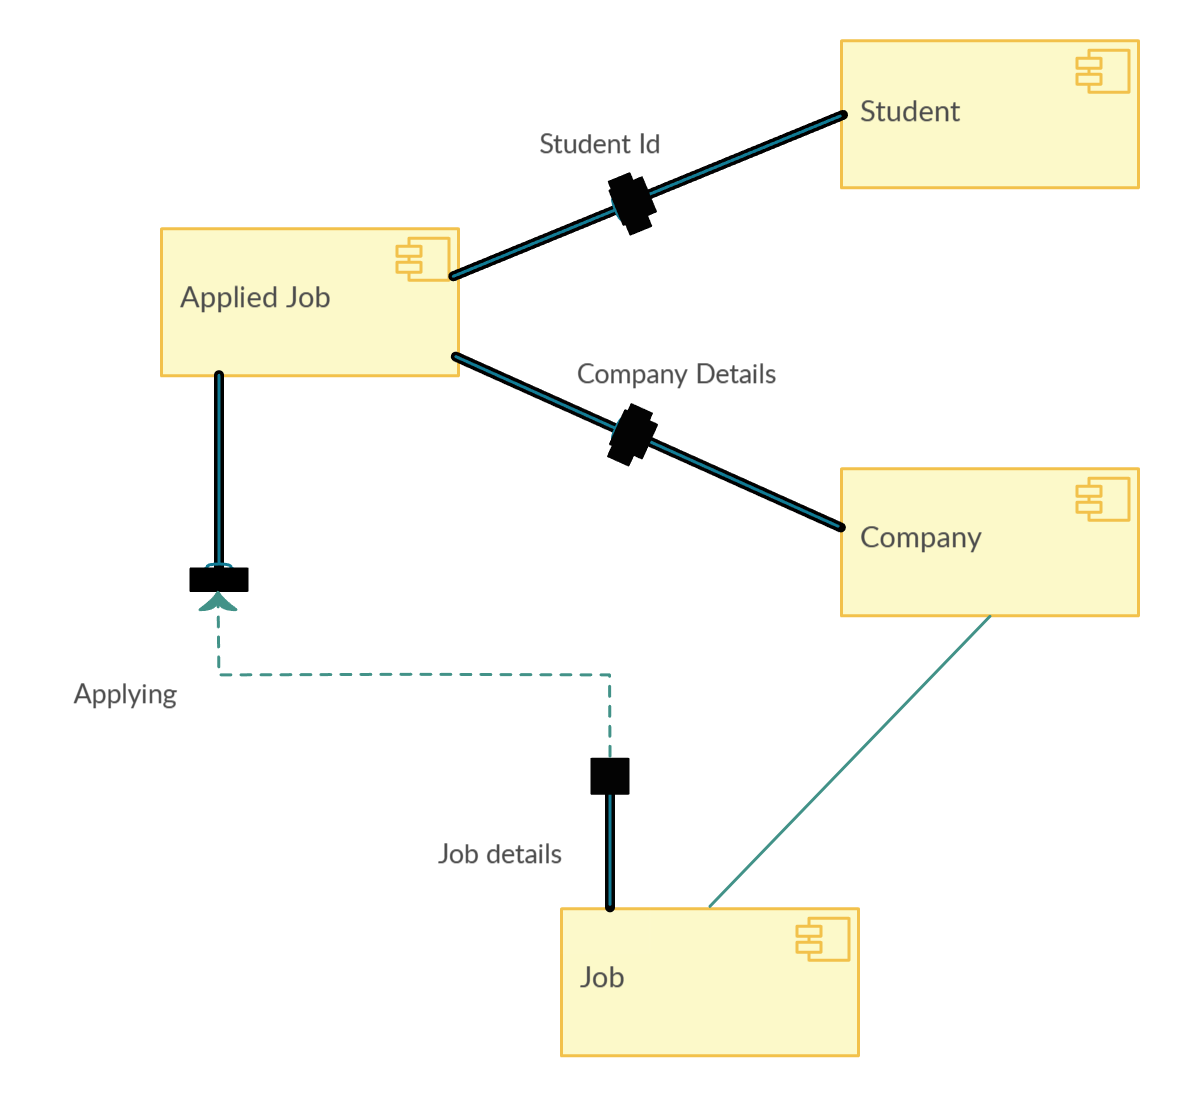 Student
Student Id
Applied Job
Company Details
Company
Applying
Job details
Job